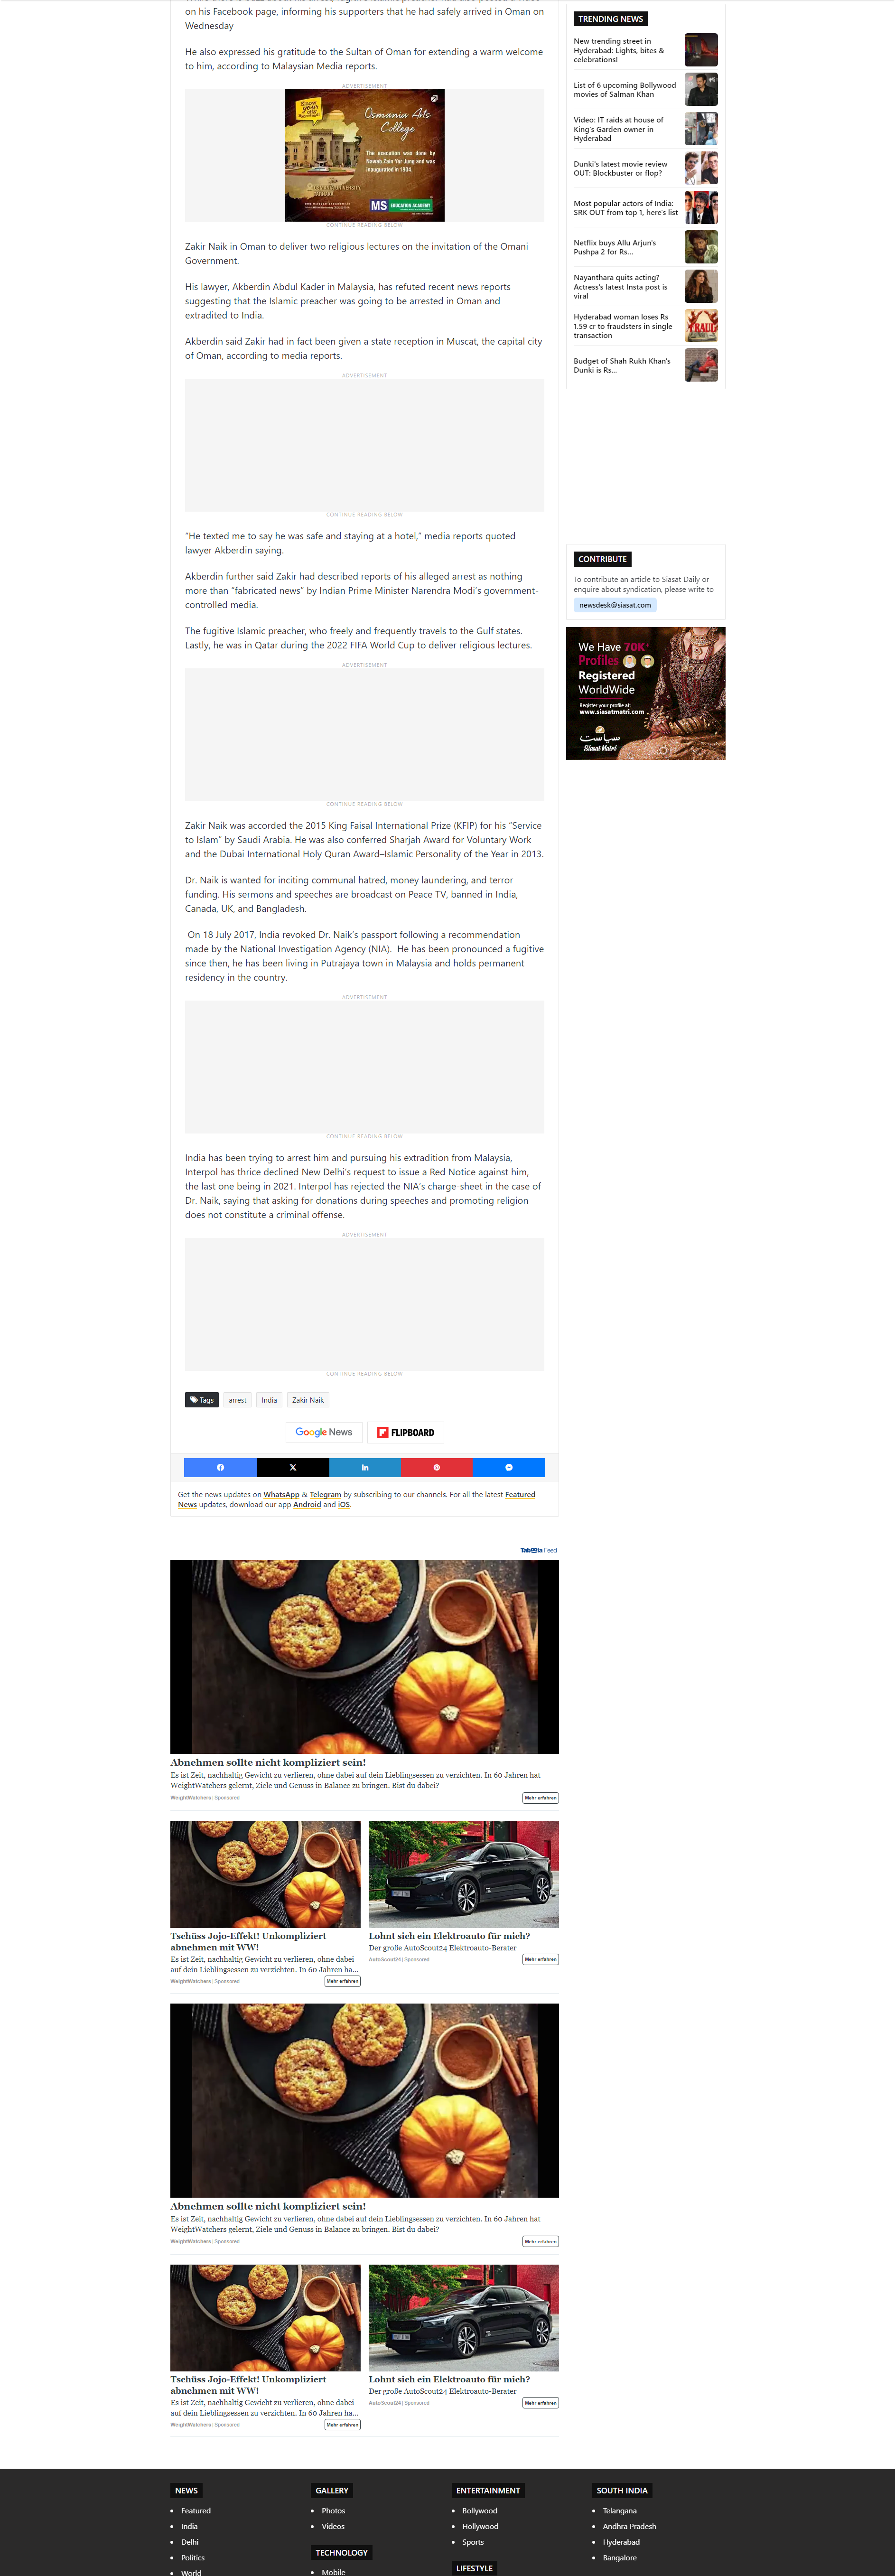 on his Facebook page, informing his supporters that he had safely arrived in Oman on
Wednesday
He also expressed his gratitude to the Sultan of Oman for extending a warm welcome
to him, according to Malaysian Media reports.
ADVERTISEMENT
Know your city
Osmania Arts
College
The execution was done by
Nawab Zain Yar Jung and was
inaugurated in 1934.
MS EDUCATION ACADEMY
CONTINUE READING BELOW
Zakir Naik in Oman to deliver two religious lectures on the invitation of the Omani
Government.
His lawyer, Akberdin Abdul Kader in Malaysia, has refuted recent news reports
suggesting that the Islamic preacher was going to be arrested in Oman and
extradited to India.
Akberdin said Zakir had in fact been given a state reception in Muscat, the capital city
of Oman, according to media reports.
ADVERTISEMENT
CONTINUE READING BELOW
“He texted me to say he was safe and staying at a hotel,” media reports quoted
lawyer Akberdin saying.
Akberdin further said Zakir had described reports of his alleged arrest as nothing
more than “fabricated news” by Indian Prime Minister Narendra Modi’s government-
controlled media.
The fugitive Islamic preacher, who freely and frequently travels to the Gulf states.
Lastly, he was in Qatar during the 2022 FIFA World Cup to deliver religious lectures.
ADVERTISEMENT
CONTINUE READING BELOW
Zakir Naik was accorded the 2015 King Faisal International Prize (KFIP) for his “Service
to Islam” by Saudi Arabia. He was also conferred Sharjah Award for Voluntary Work
and the Dubai International Holy Quran Award–Islamic Personality of the Year in 2013.
Dr. Naik is wanted for inciting communal hatred, money laundering, and terror
funding. His sermons and speeches are broadcast on Peace TV, banned in India,
Canada, UK, and Bangladesh.
On 18 July 2017, India revoked Dr. Naik’s passport following a recommendation
made by the National Investigation Agency (NIA). He has been pronounced a fugitive
since then, he has been living in Putrajaya town in Malaysia and holds permanent
residency in the country.
ADVERTISEMENT
CONTINUE READING BELOW
India has been trying to arrest him and pursuing his extradition from Malaysia,
Interpol has thrice declined New Delhi’s request to issue a Red Notice against him,
the last one being in 2021. Interpol has rejected the NIA’s charge-sheet in the case of
Dr. Naik, saying that asking for donations during speeches and promoting religion
does not constitute a criminal offense.
ADVERTISEMENT
CONTINUE READING BELOW
Tags arrest India Zakir Naik
Google News FLIPBOARD
Get the news updates on WhatsApp & Telegram by subscribing to our channels. For all the latest Featured
News updates, download our app Android and iOS.
TRENDING NEWS
New trending street in
Hyderabad: Lights, bites &
celebrations!
List of 6 upcoming Bollywood
movies of Salman Khan
Video: IT raids at house of
King's Garden owner in
Hyderabad
Dunki's latest movie review
OUT: Blockbuster or flop?
Most popular actors of India:
SRK OUT from top 1, here's list
Netflix buys Allu Arjun's
Pushpa 2 for Rs...
Nayanthara quits acting?
Actress's latest Insta post is
viral
Hyderabad woman loses Rs
1.59 cr to fraudsters in single
transaction
FRAUD
Budget of Shah Rukh Khan's
Dunki is Rs...
CONTRIBUTE
To contribute an article to Siasat Daily or
enquire about syndication, please write to
newsdesk@siasat.com
We Have 70K+
Profiles
Registered
WorldWide
Register your profile at:
www.siasatmatri.com
سیاست
Siasat Matri
Taboola Feed
Abnehmen sollte nicht kompliziert sein!
Es ist Zeit, nachhaltig Gewicht zu verlieren, ohne dabei auf dein Lieblingsessen zu verzichten. In 60 Jahren hat
WeightWatchers gelernt, Ziele und Genuss in Balance zu bringen. Bist du dabei?
WeightWatchers | Sponsored
Mehr erfahren
Tschüss Jojo-Effekt! Unkompliziert
abnehmen mit WW!
Es ist Zeit, nachhaltig Gewicht zu verlieren, ohne dabei
auf dein Lieblingsessen zu verzichten. In 60 Jahren ha...
WeightWatchers | Sponsored
Mehr erfahren
Lohnt sich ein Elektroauto für mich?
Der große AutoScout24 Elektroauto-Berater
AutoScout24 | Sponsored
Mehr erfahren
Abnehmen sollte nicht kompliziert sein!
Es ist Zeit, nachhaltig Gewicht zu verlieren, ohne dabei auf dein Lieblingsessen zu verzichten. In 60 Jahren hat
WeightWatchers gelernt, Ziele und Genuss in Balance zu bringen. Bist du dabei?
WeightWatchers | Sponsored
Mehr erfahren
Tschüss Jojo-Effekt! Unkompliziert
abnehmen mit WW!
Es ist Zeit, nachhaltig Gewicht zu verlieren, ohne dabei
auf dein Lieblingsessen zu verzichten. In 60 Jahren ha...
WeightWatchers | Sponsored
Mehr erfahren
Lohnt sich ein Elektroauto für mich?
Der große AutoScout24 Elektroauto-Berater
AutoScout24 | Sponsored
Mehr erfahren
NEWS
Featured
India
Delhi
Politics
World
GALLERY
Photos
Videos
TECHNOLOGY
Mobile
ENTERTAINMENT
Bollywood
Hollywood
Sports
LIFESTYLE
SOUTH INDIA
Telangana
Andhra Pradesh
Hyderabad
Bangalore